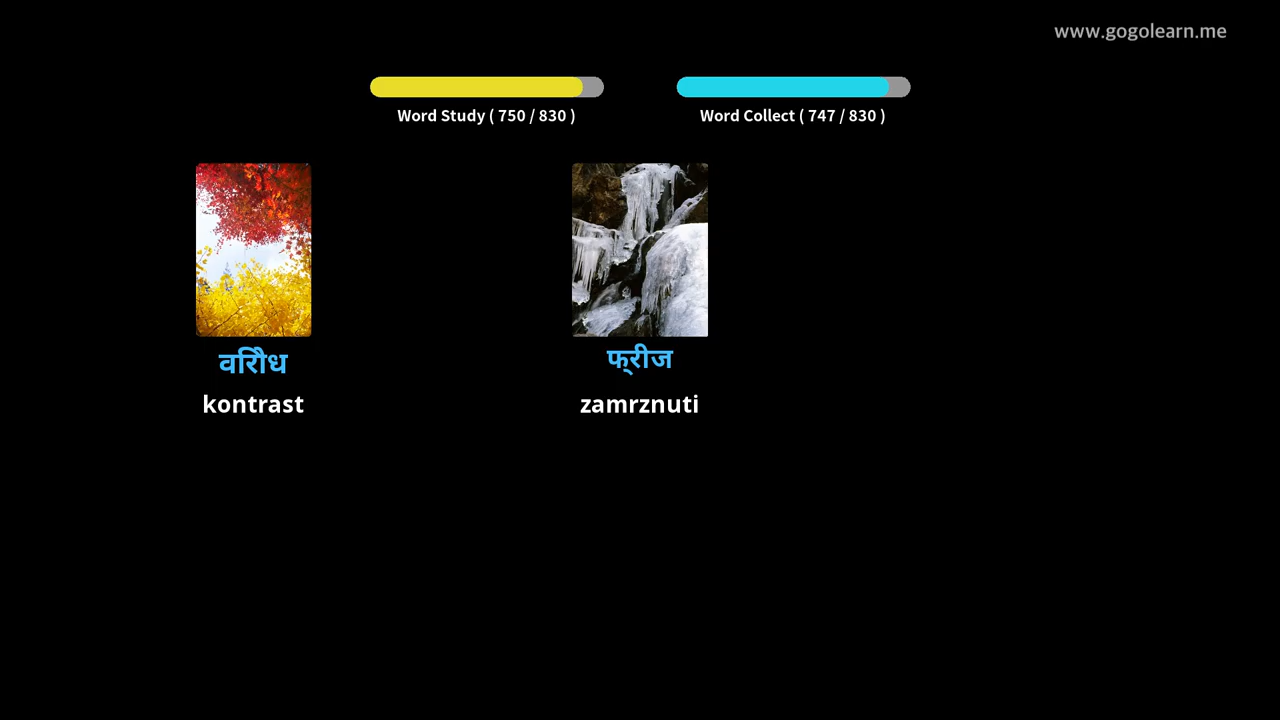 www.gogolearn.me
Word Study ( 750 / 830 )
Word Collect ( 747 / 830 )
विरोध
kontrast
फ्रीज
zamrznuti